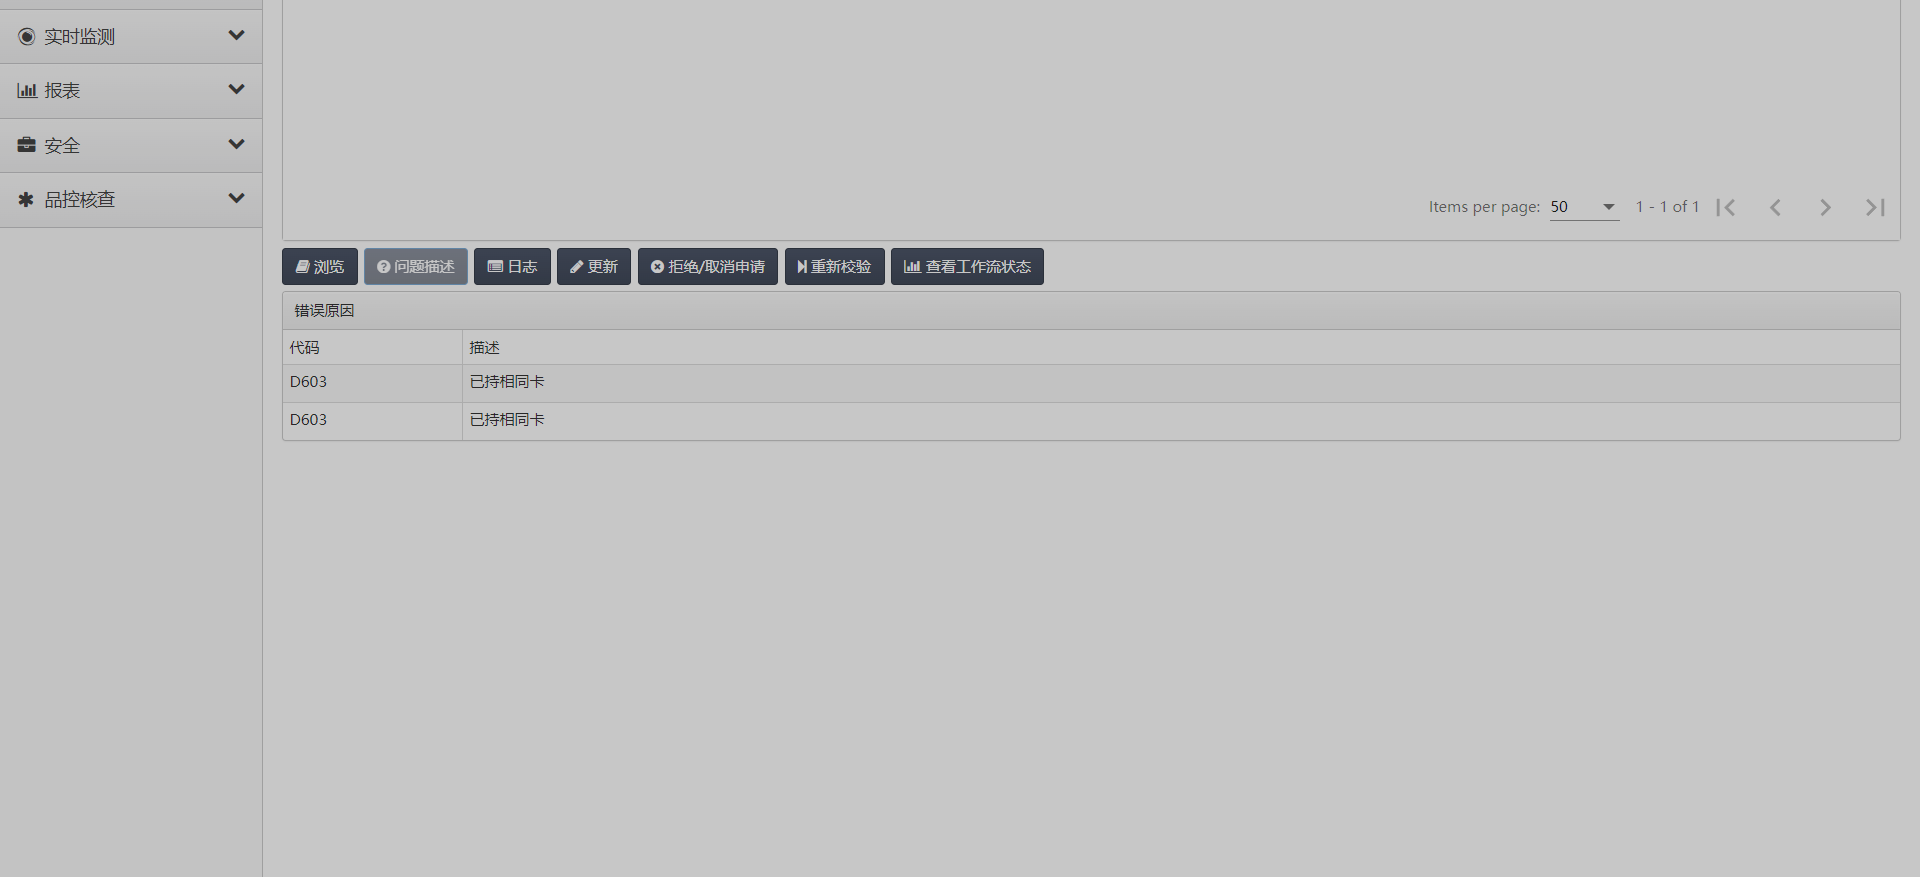 实时监测
报表
安全
品控核查
Items per page: 50 1 - 1 of 1
浏览 问题描述 日志 更新 拒绝/取消申请 重新校验 查看工作流状态
错误原因
代码 描述
D603 已持相同卡
D603 已持相同卡